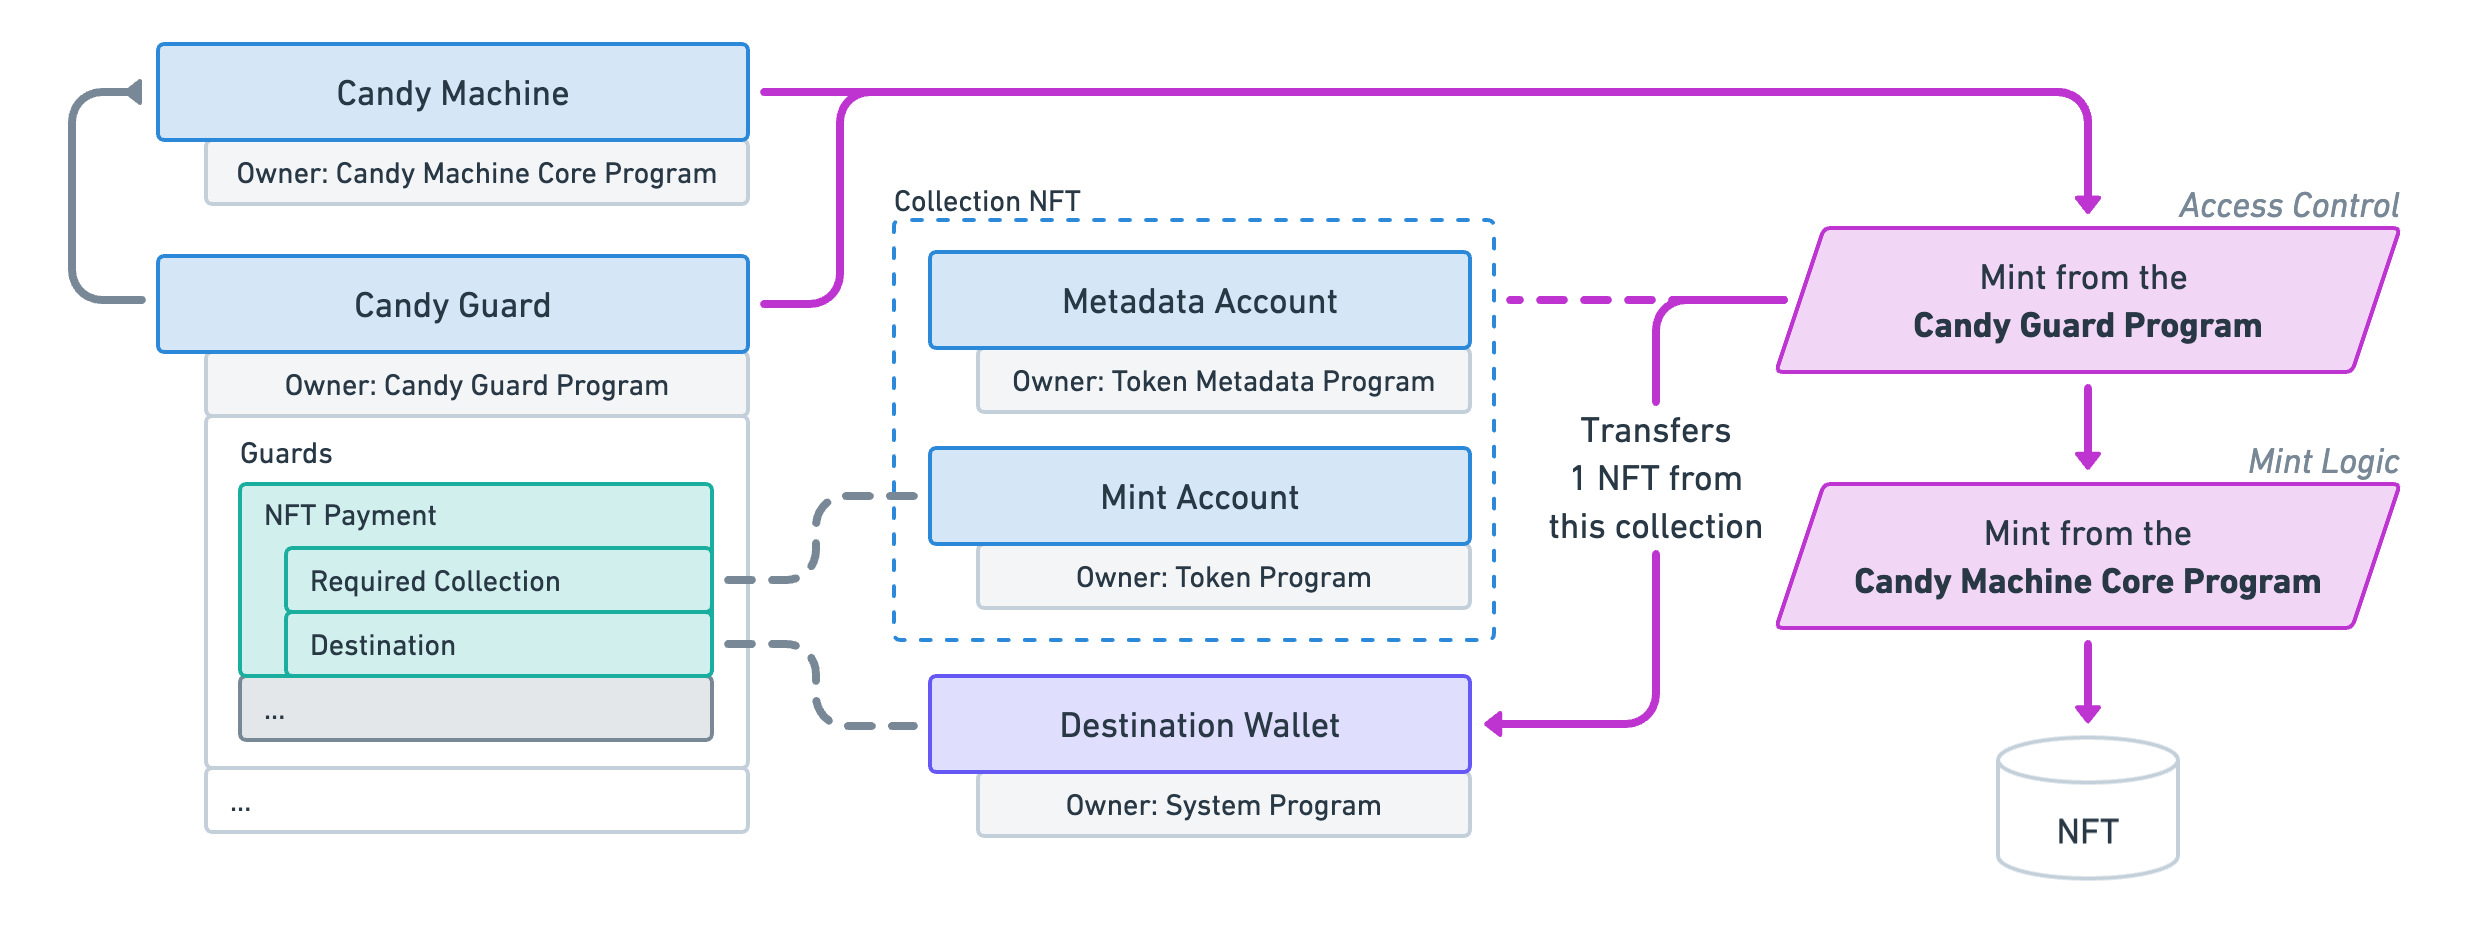 Candy Machine
Owner: Candy Machine Core Program
Candy Guard
Owner: Candy Guard Program
Guards
NFT Payment
Required Collection
Destination
...
...
Collection NFT
Metadata Account
Owner: Token Metadata Program
Mint Account
Owner: Token Program
Destination Wallet
Owner: System Program
Transfers
1 NFT from
this collection
Access Control
Mint from the
Candy Guard Program
Mint Logic
Mint from the
Candy Machine Core Program
NFT